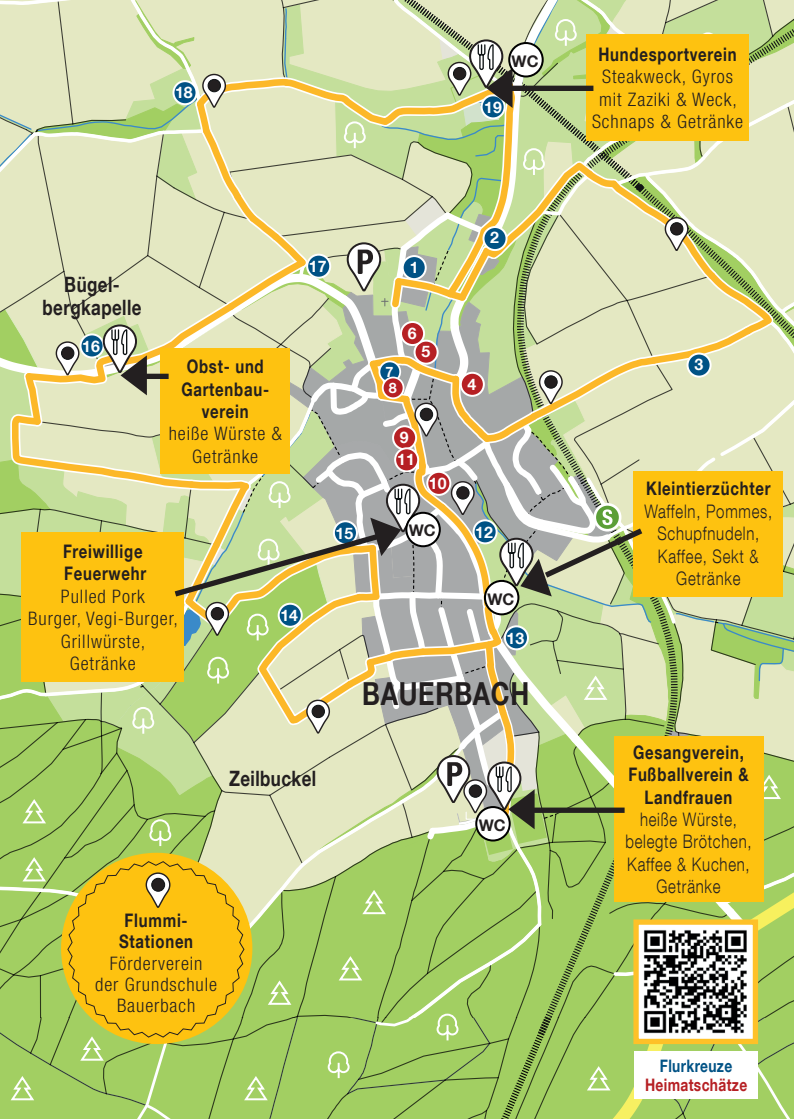 Hundesportverein
Steakweck, Gyros
mit Zaziki & Weck,
Schnaps & Getränke
WC
18
19
2
17
P
1
Bügel-
bergkapelle
16
6
5
7
8
4
3
Obst- und
Gartenbau-
verein
heiße Würste &
Getränke
9
11
10
Kleintierzüchter
Waffeln, Pommes,
Schupfnudeln,
Kaffee, Sekt &
Getränke
S
15
WC
12
Freiwillige
Feuerwehr
Pulled Pork
Burger, Vegi-Burger,
Grillwürste,
Getränke
WC
14
13
BAUERBACH
Zeilbuckel
P
WC
Gesangverein,
Fußballverein &
Landfrauen
heiße Würste,
belegte Brötchen,
Kaffee & Kuchen,
Getränke
Flummi-
Stationen
Förderverein
der Grundschule
Bauerbach
Flurkreuze
Heimatschätze